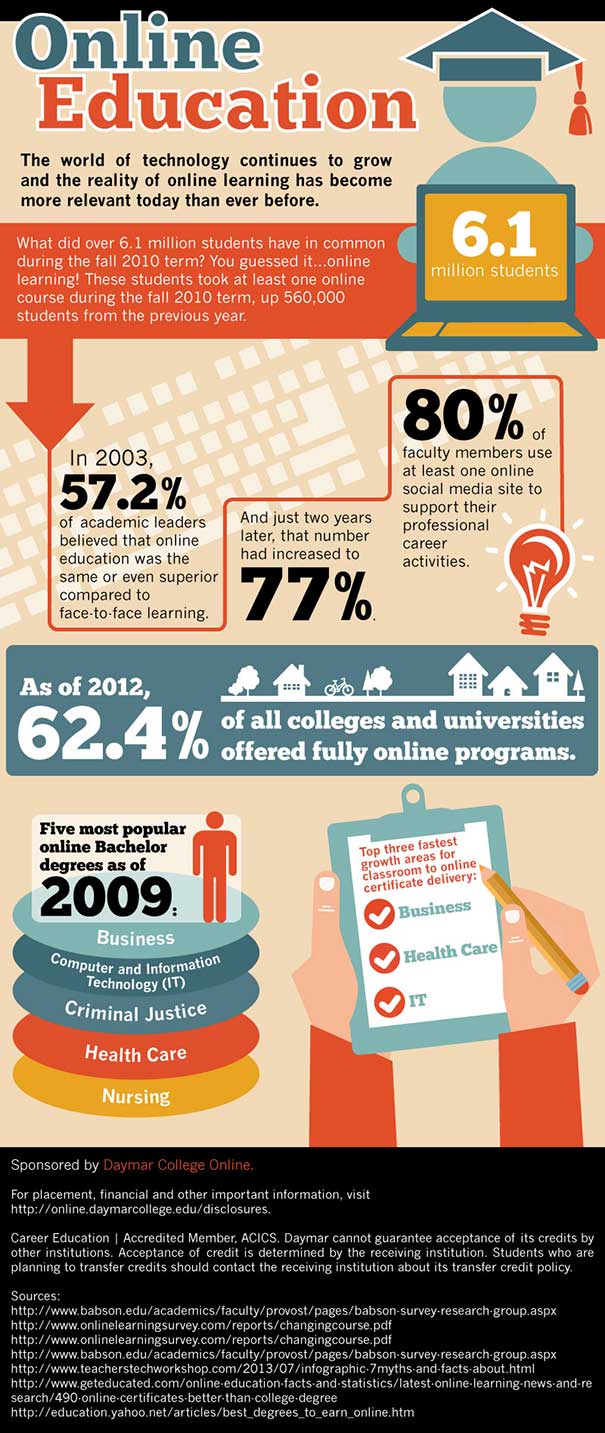 Online
Education
The world of technology continues to grow
and the reality of online learning has become
more relevant today than ever before.
What did over 6.1 million students have in common
during the fall 2010 term? You guessed it...online
learning! These students took at least one online
course during the fall 2010 term, up 560,000
students from the previous year.
6.1
million students
In 2003,
57.2%
of academic leaders
believed that online
education was the
same or even superior
compared to
face-to-face learning.
And just two years
later, that number
had increased to
77%.
80% of
faculty members use
at least one online
social media site to
support their
professional
career
activities.
As of 2012,
62.4%
of all colleges and universities
offered fully online programs.
Five most popular
online Bachelor
degrees as of
2009:
Business
Computer and Information
Technology (IT)
Criminal Justice
Health Care
Nursing
Top three fastest
growth areas for
classroom to online
certificate delivery:
Business
Health Care
IT
Sponsored by Daymar College Online.
For placement, financial and other important information, visit
http://online.daymarcollege.edu/disclosures.
Career Education | Accredited Member, ACICS. Daymar cannot guarantee acceptance of its credits by
other institutions. Acceptance of credit is determined by the receiving institution. Students who are
planning to transfer credits should contact the receiving institution about its transfer credit policy.
Sources:
http://www.babson.edu/academics/faculty/provost/pages/babson-survey-research-group.aspx
http://www.onlinelearningsurvey.com/reports/changingcourse.pdf
http://www.onlinelearningsurvey.com/reports/changingcourse.pdf
http://www.babson.edu/academics/faculty/provost/pages/babson-survey-research-group.aspx
http://www.teacherstechworkshop.com/2013/07/infographic-7myths-and-facts-about.html
http://www.geteducated.com/online-education-facts-and-statistics/latest-online-learning-news-and-re
search/490-online-certificates-better-than-college-degree
http://education.yahoo.net/articles/best_degrees_to_earn_online.htm